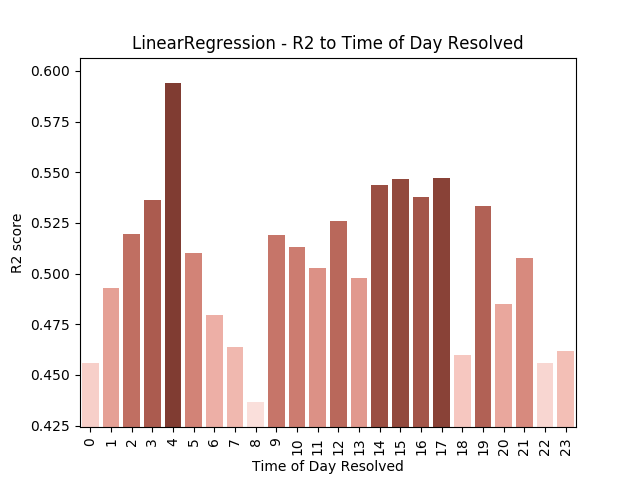 LinearRegression - R2 to Time of Day Resolved
0.600
0.575
0.550
0.525
0.500
0.475
0.450
0.425
R2 score
0 1 2 3 4 5 6 7 8 9 10 11 12 13 14 15 16 17 18 19 20 21 22 23
Time of Day Resolved